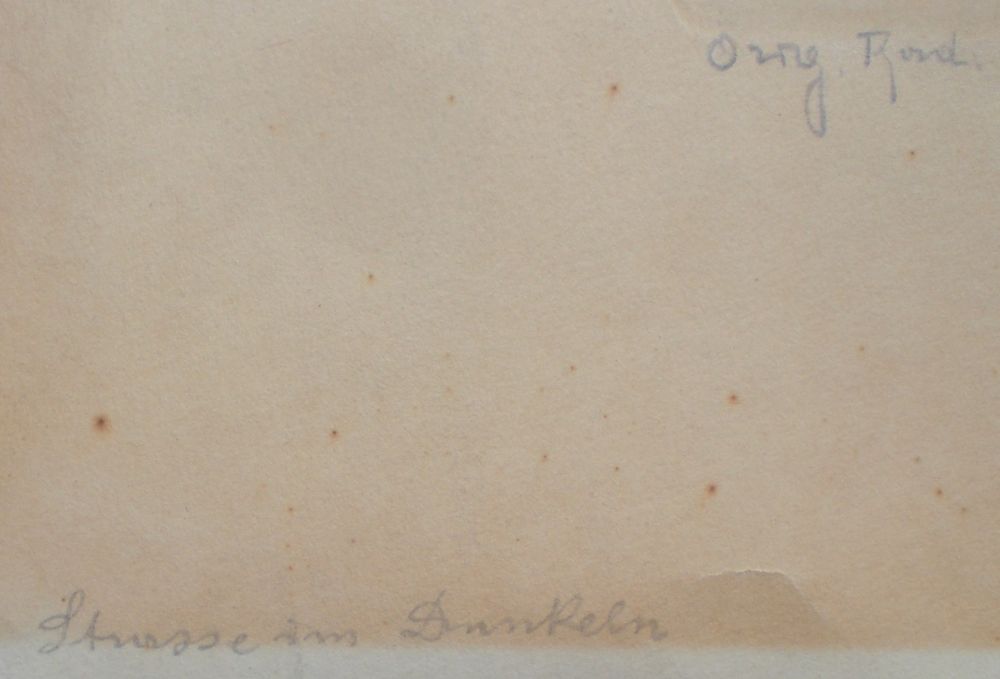 Orig. Rad.
Strasse im Dunkeln